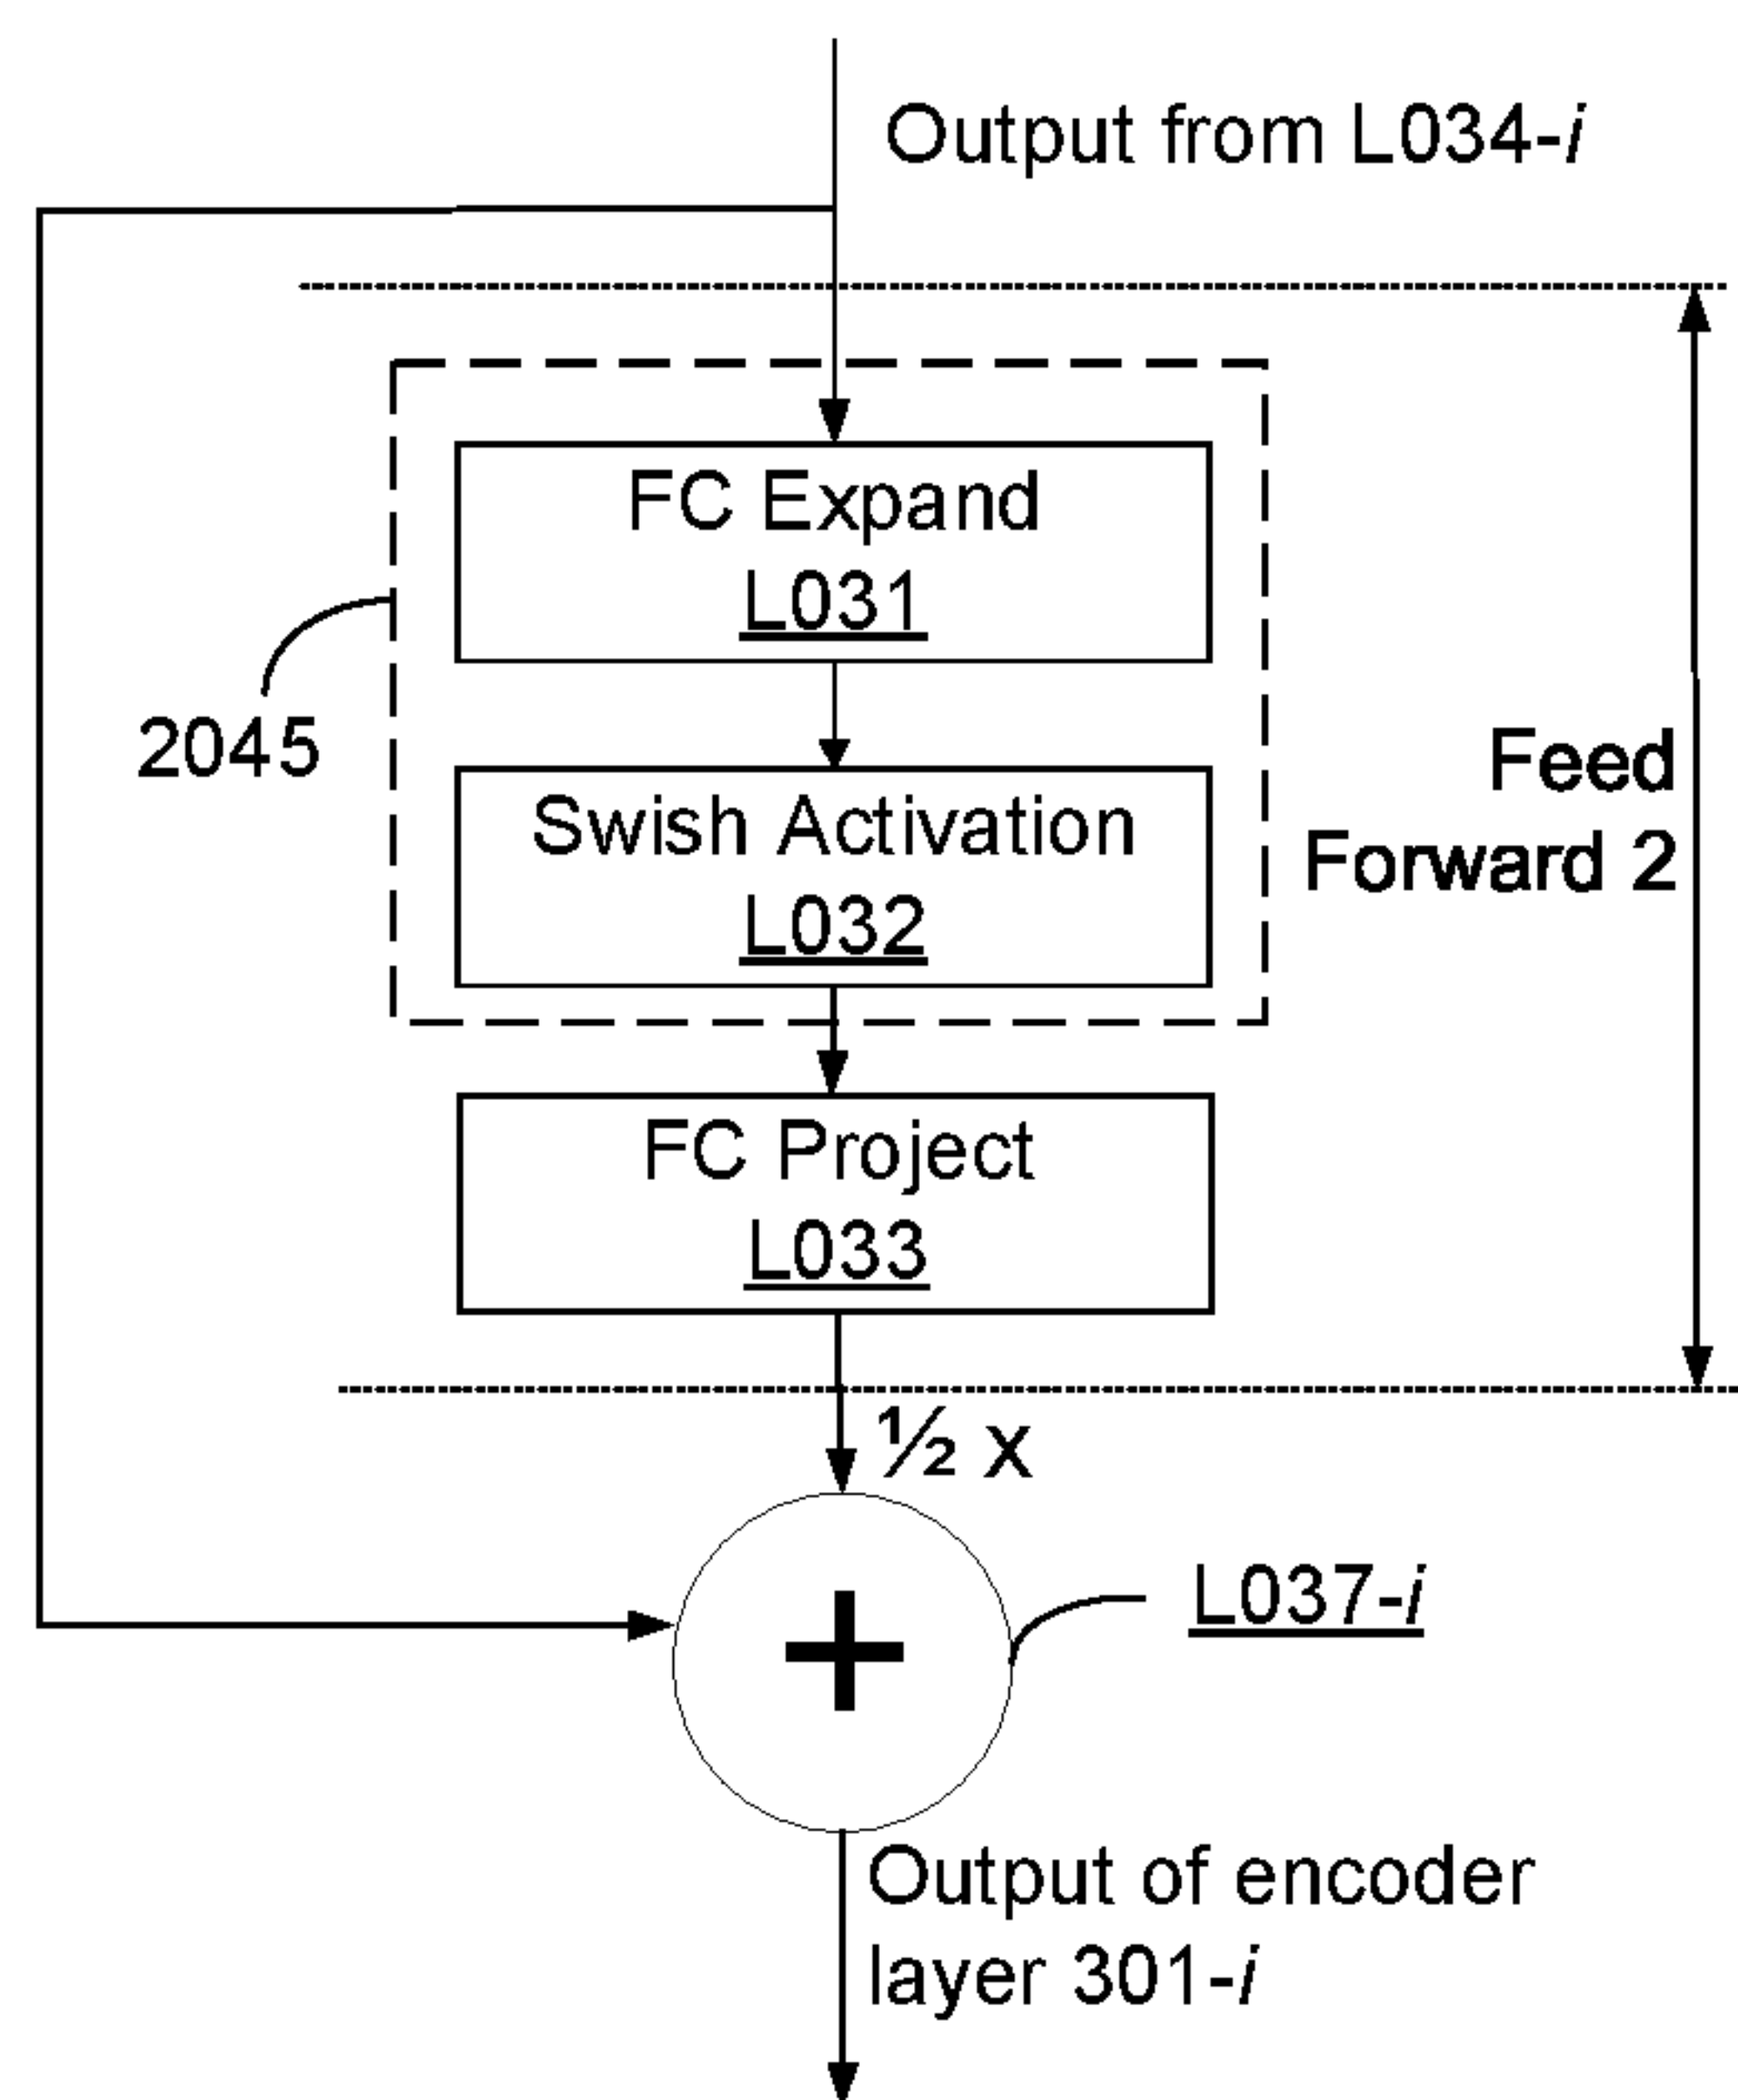 Output from L034-i
FC Expand
L031
2045
Swish Activation
L032
Feed
Forward 2
FC Project
L033
½ x
+
L037-i
Output of encoder
layer 301-i